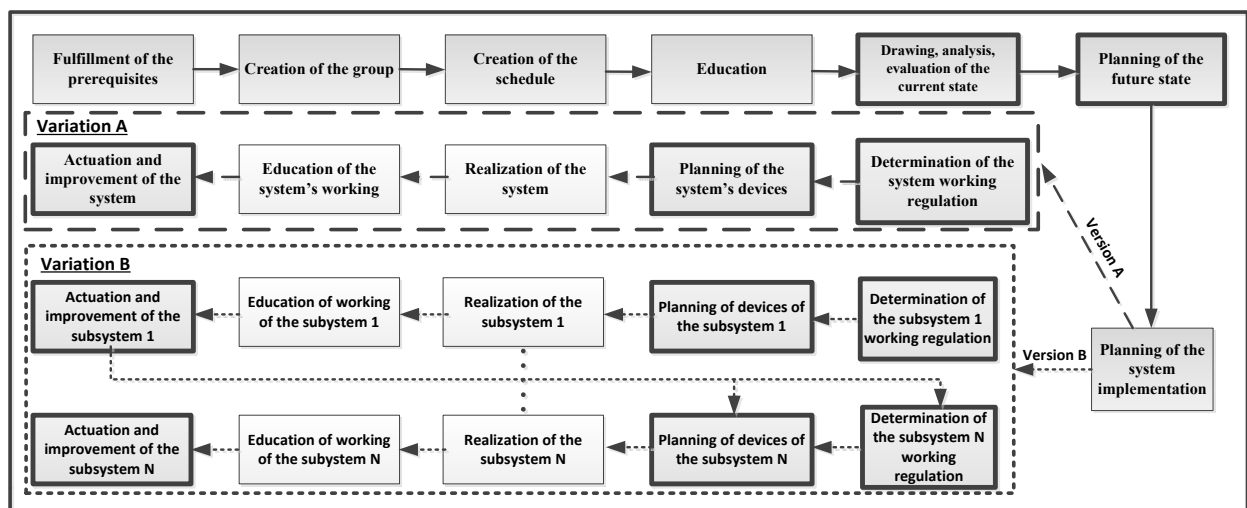 Fulfillment of the
prerequisites
Creation of the group
Creation of the
schedule
Education
Drawing, analysis,
evaluation of the
current state
Planning of the
future state
Variation A
Actuation and
improvement of the
system
Education of the
system's working
Realization of the
system
Planning of the
system's devices
Determination of the
system working
regulation
Version A
Variation B
Actuation and
improvement of the
subsystem 1
Education of working
of the subsystem 1
Realization of the
subsystem 1
Planning of devices of
the subsystem 1
Determination of
the subsystem 1
working regulation
Version B
Planning of the
system
implementation
Actuation and
improvement of the
subsystem N
Education of working
of the subsystem N
Realization of the
subsystem N
Planning of devices of
the subsystem N
Determination of
the subsystem N
working
regulation